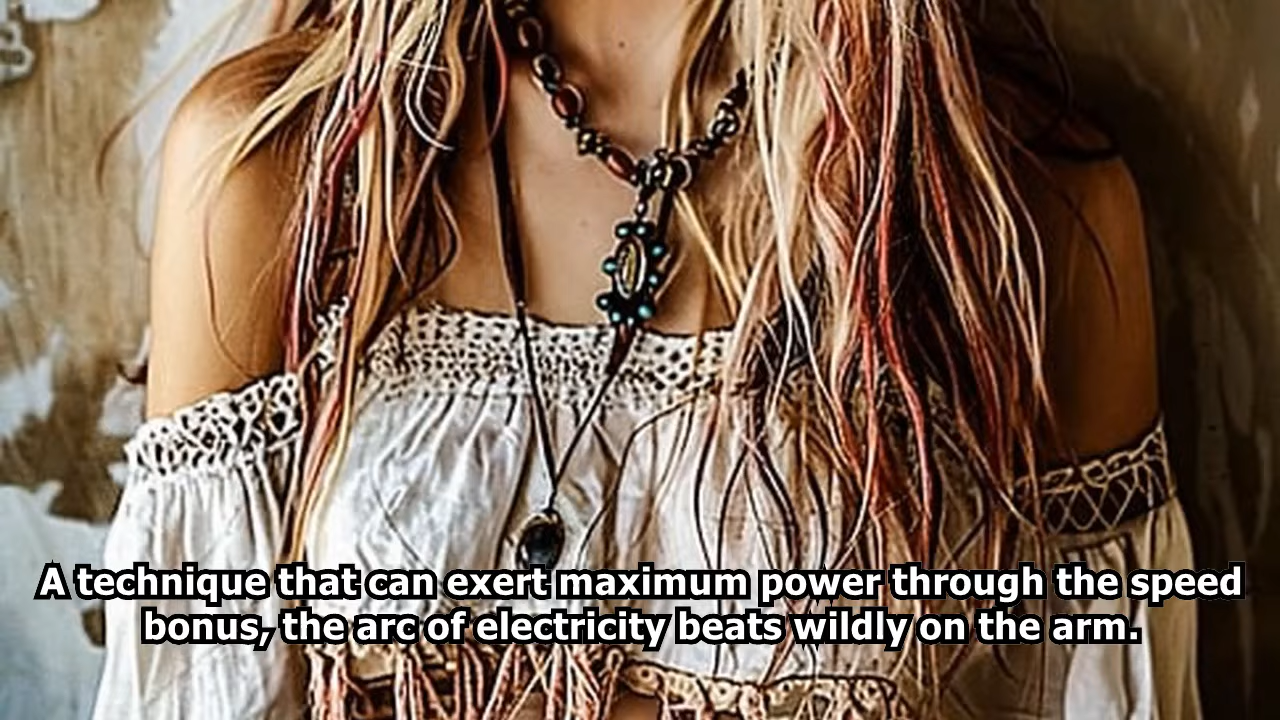 A technique that can exert maximum power through the speed
bonus, the arc of electricity beats wildly on the arm.